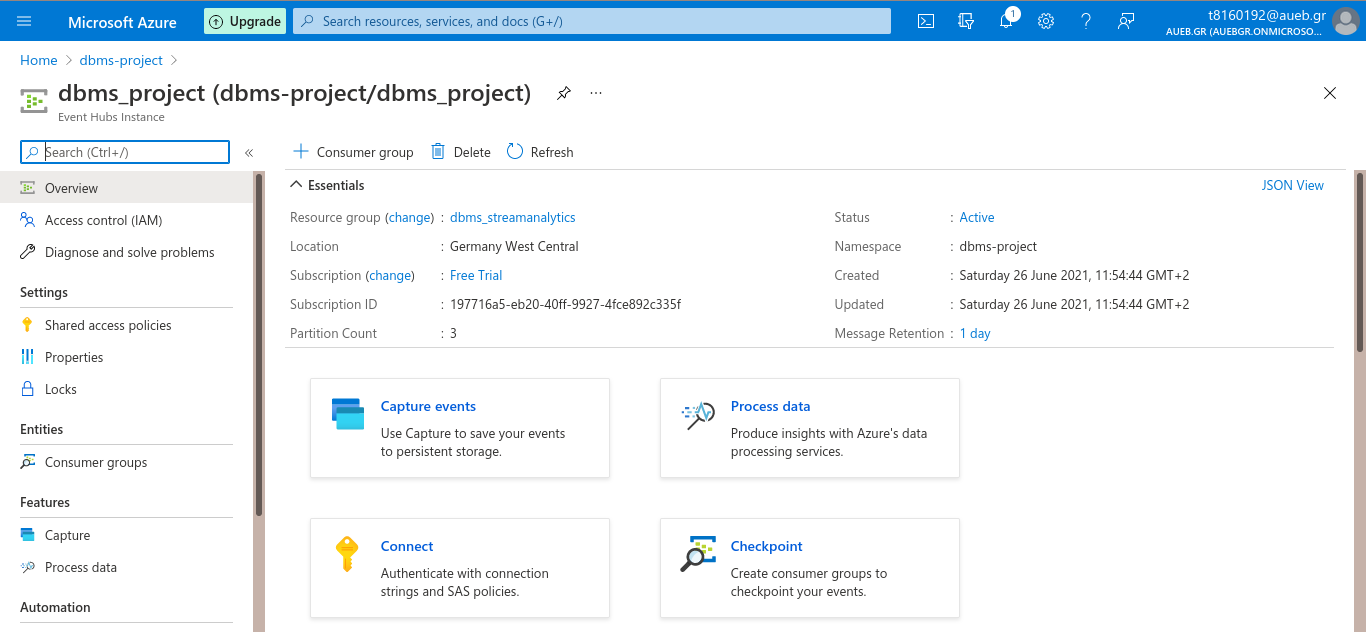 Microsoft Azure
Upgrade
Search resources, services, and docs (G+/)
1
t8160192@aueb.gr
AUEB.GR (AUEBGR.ONMICROSO...
Home > dbms-project >
dbms_project (dbms-project/dbms_project)
Event Hubs Instance
Search (Ctrl+/)
Overview
Access control (IAM)
Diagnose and solve problems
Settings
Shared access policies
Properties
Locks
Entities
Consumer groups
Features
Capture
Process data
Automation
Consumer group
Delete
Refresh
Essentials
JSON View
Resource group (change) : dbms_streamanalytics
Location : Germany West Central
Subscription (change) : Free Trial
Subscription ID : 197716a5-eb20-40ff-9927-4fce892c335f
Partition Count : 3
Status : Active
Namespace : dbms-project
Created : Saturday 26 June 2021, 11:54:44 GMT+2
Updated : Saturday 26 June 2021, 11:54:44 GMT+2
Message Retention : 1 day
Capture events
Use Capture to save your events
to persistent storage.
Process data
Produce insights with Azure's data
processing services.
Connect
Authenticate with connection
strings and SAS policies.
Checkpoint
Create consumer groups to
checkpoint your events.